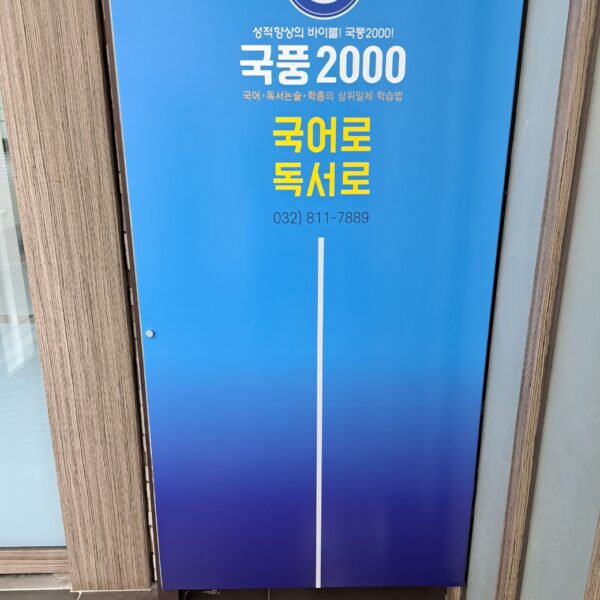 성적향상의 바이블! 국풍2000!
국풍2000
국어·독서논술·학종의 삼위일체 학습법
국어로
독서로
032) 811-7889